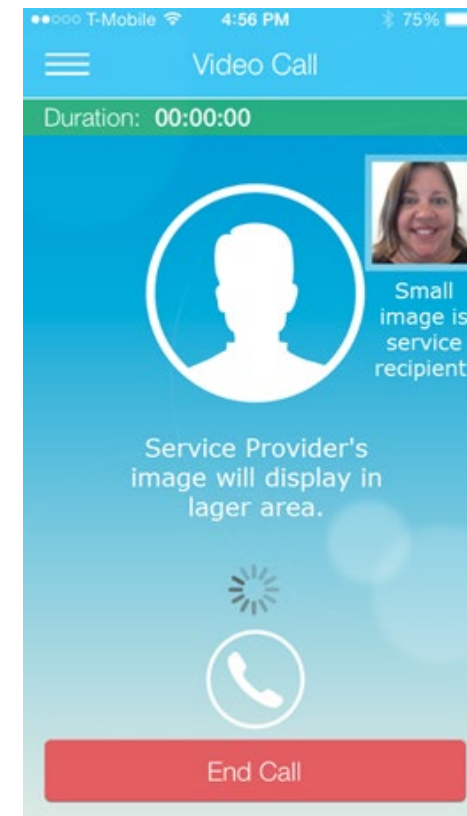 T-Mobile 4:56 PM 75%
Video Call
Duration: 00:00:00
Small
image is
service
recipient
Service Provider's
image will display in
lager area.
End Call